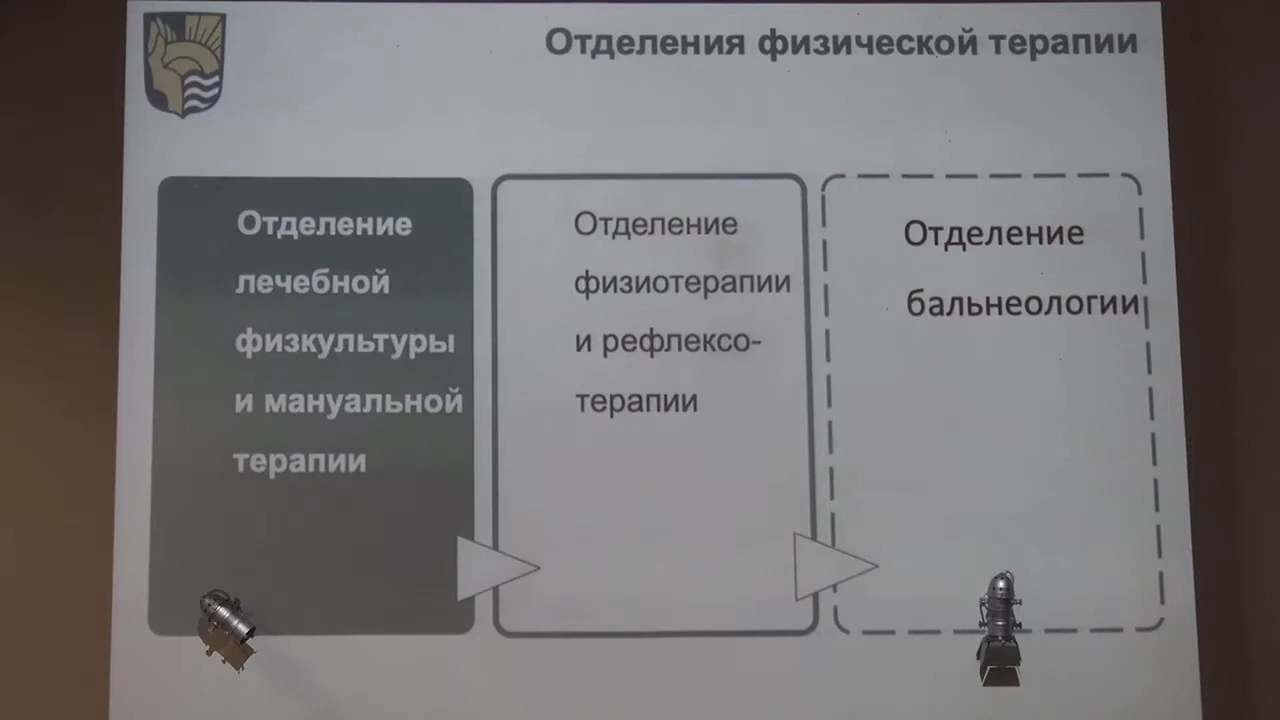 Отделения физической терапии
Отделение
лечебной
физкультуры
и мануальной
терапии
Отделение
физиотерапии
и рефлексо-
терапии
Отделение
бальнеологии